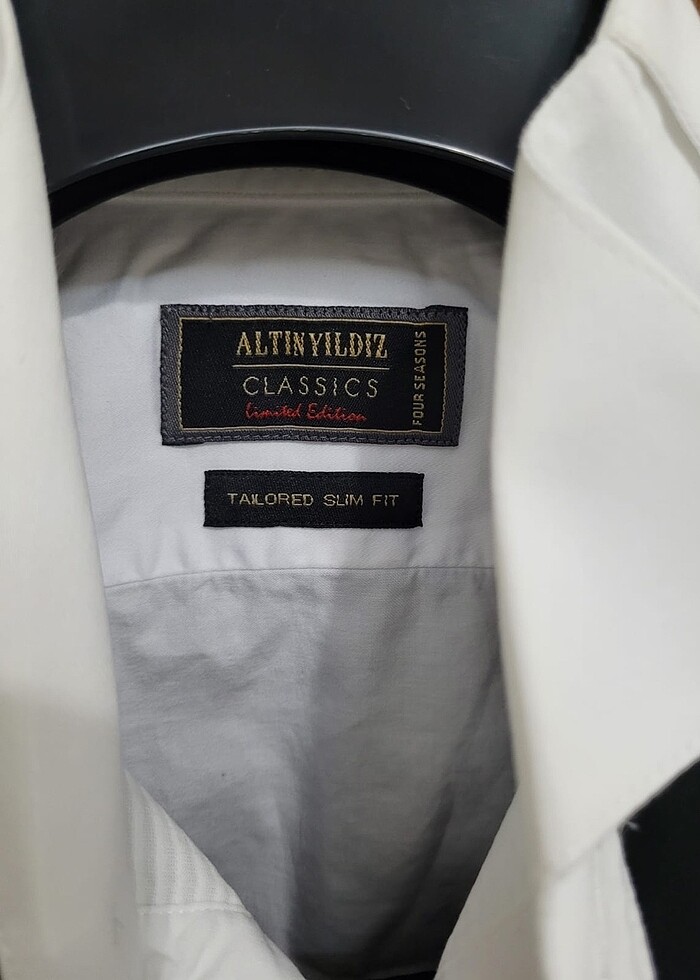 ALTINYILDIZ
CLASSICS
Limited Edition
FOUR SEASONS
TAILORED SLIM FIT